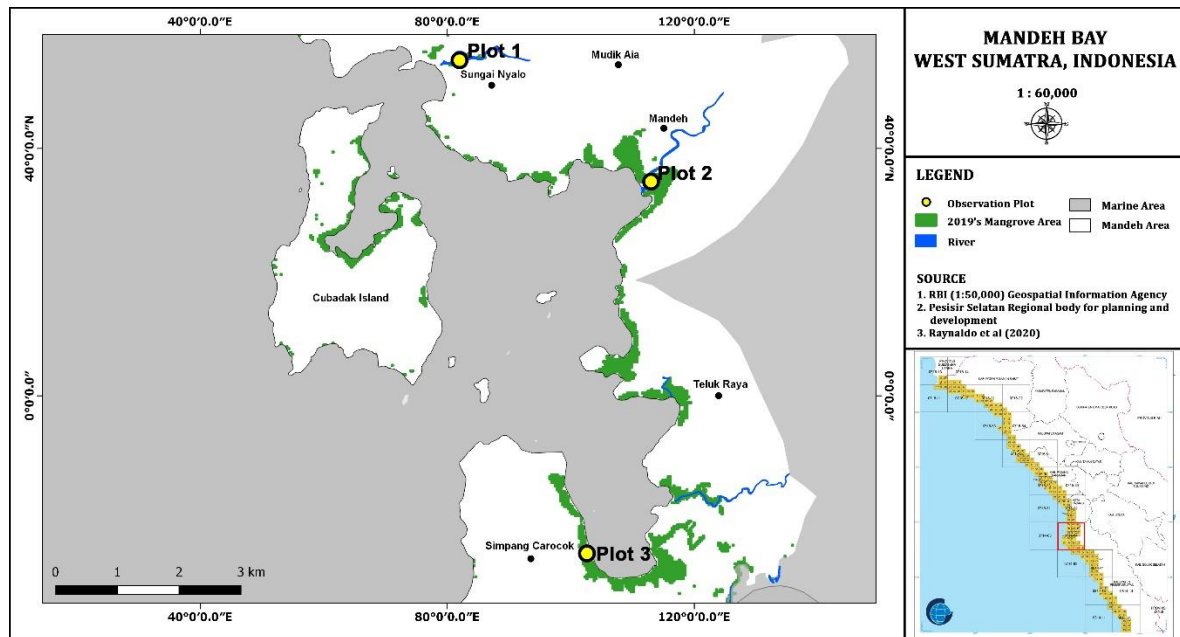 40°0'0.0"E 80°0'0.0"E 120°0'0.0"E
Plot 1
Mudik Aia
Sungai Nyalo
Mandeh
40°0'0.0"N
40°0'0.0"N
Plot 2
Cubadak Island
Teluk Raya
0°0'0.0"
0°0'0.0"
Simpang Carocok
Plot 3
0 1 2 3 km
40°0'0.0"E 80°0'0.0"E 120°0'0.0"E
MANDEH BAY
WEST SUMATRA, INDONESIA
1 : 60,000
LEGEND
Observation Plot
Marine Area
2019's Mangrove Area
Mandeh Area
River
SOURCE
1. RBI (1:50,000) Geospatial Information Agency
2. Pesisir Selatan Regional body for planning and
development
3. Raynaldo et al (2020)